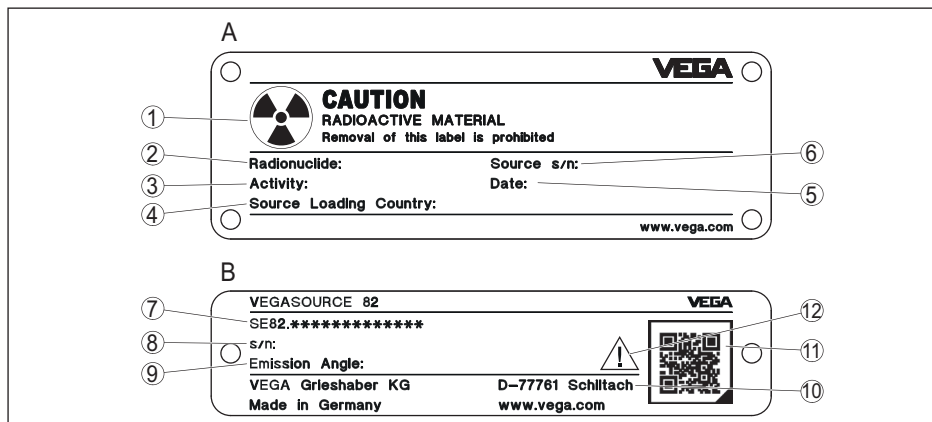 A
VEGA
CAUTION
RADIOACTIVE MATERIAL
Removal of this label is prohibited
1
2 Radionuclide: Source s/n: 6
3 Activity: Date: 5
4 Source Loading Country:
www.vega.com
B
VEGASOURCE 82 VEGA
7 SE82.************* 12
8 s/n: 11
9 Emission Angle:
VEGA Grieshaber KG D-77761 Schiltach 10
Made in Germany www.vega.com